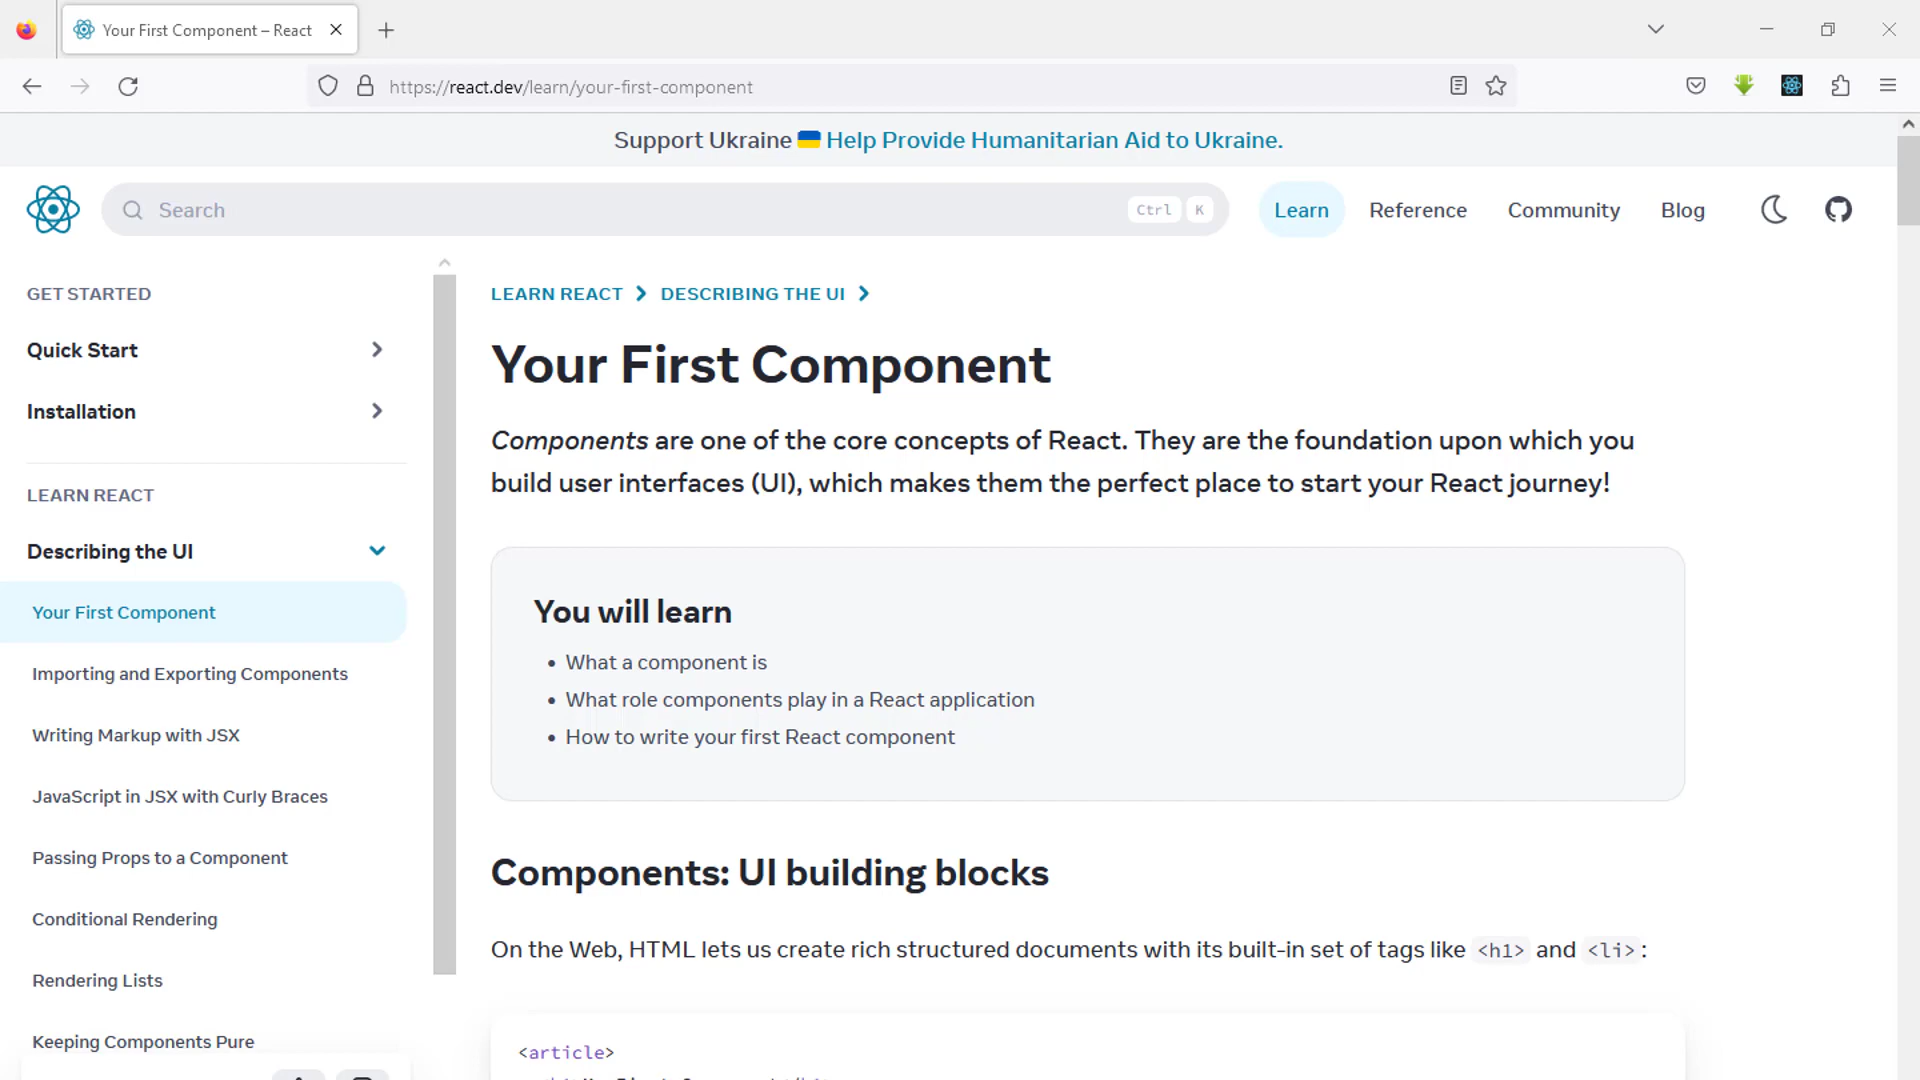 Your First Component – React
https://react.dev/learn/your-first-component
Support Ukraine 🇺🇦 Help Provide Humanitarian Aid to Ukraine.
Search Ctrl K
Learn Reference Community Blog
GET STARTED
Quick Start
Installation
LEARN REACT
Describing the UI
Your First Component
Importing and Exporting Components
Writing Markup with JSX
JavaScript in JSX with Curly Braces
Passing Props to a Component
Conditional Rendering
Rendering Lists
Keeping Components Pure
LEARN REACT > DESCRIBING THE UI >
Your First Component
Components are one of the core concepts of React. They are the foundation upon which you
build user interfaces (UI), which makes them the perfect place to start your React journey!
You will learn
• What a component is
• What role components play in a React application
• How to write your first React component
Components: UI building blocks
On the Web, HTML lets us create rich structured documents with its built-in set of tags like <h1> and <li>:
<article>